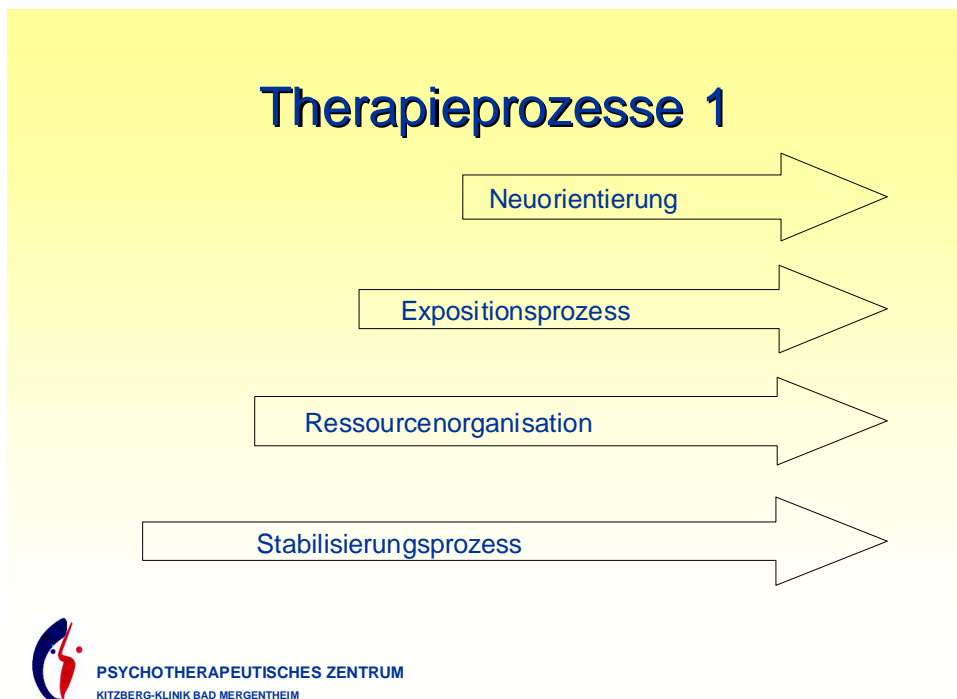 Therapieprozesse 1
Neuorientierung
Expositionsprozess
Ressourcenorganisation
Stabilisierungsprozess
PSYCHOTHERAPEUTISCHES ZENTRUM
KITZBERG-KLINIK BAD MERGENTHEIM